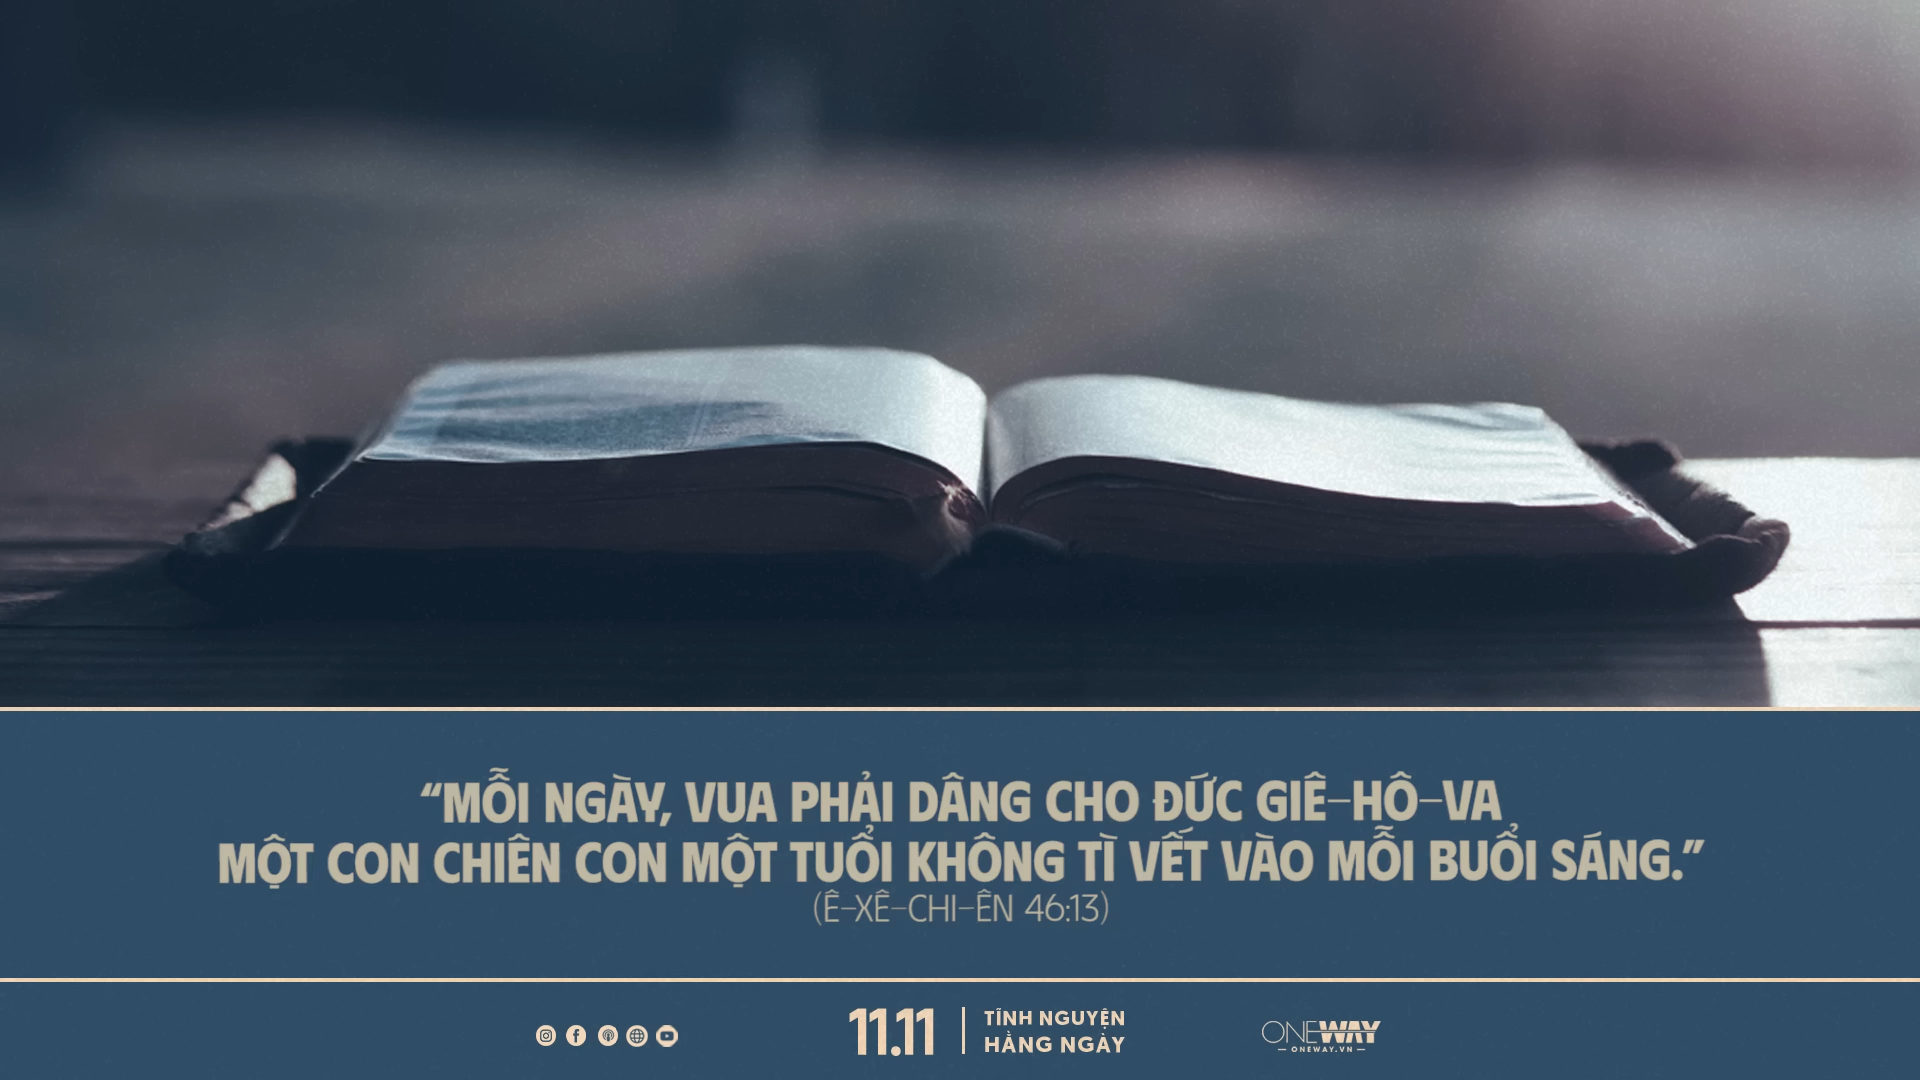 “MỖI NGÀY, VUA PHẢI DÂNG CHO ĐỨC GIÊ-HÔ-VA
MỘT CON CHIÊN CON MỘT TUỔI KHÔNG TÌ VẾT VÀO MỖI BUỔI SÁNG.”
(Ê-XÊ-CHI-ÊN 46:13)
11.11
TĨNH NGUYỆN
HẰNG NGÀY
ONEWAY
ONEWAY.VN